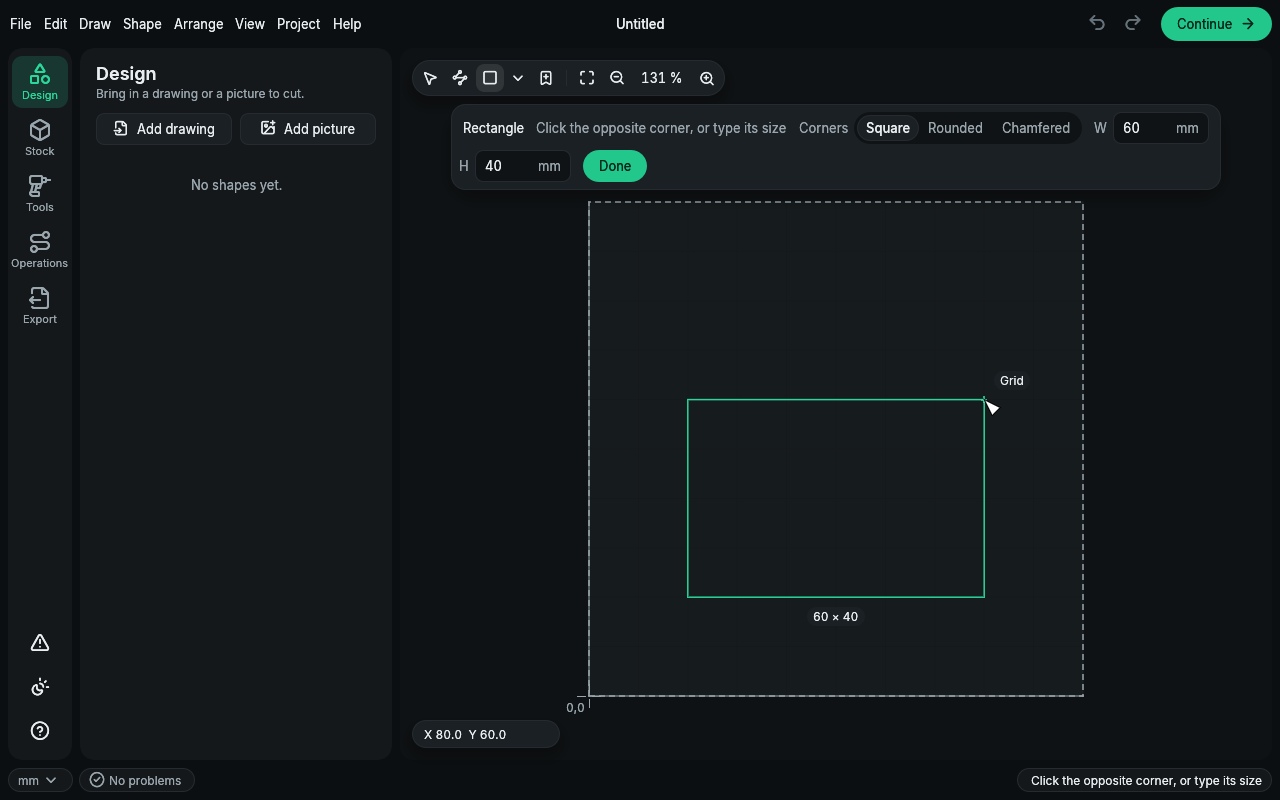 File Edit Draw Shape Arrange View Project Help
Untitled
Continue
Design
Stock
Tools
Operations
Export
Design
Bring in a drawing or a picture to cut.
Add drawing
Add picture
No shapes yet.
131 %
Rectangle Click the opposite corner, or type its size Corners Square Rounded Chamfered W 60 mm
H 40 mm Done
Grid
60 × 40
0,0
X 80.0 Y 60.0
mm
No problems
Click the opposite corner, or type its size